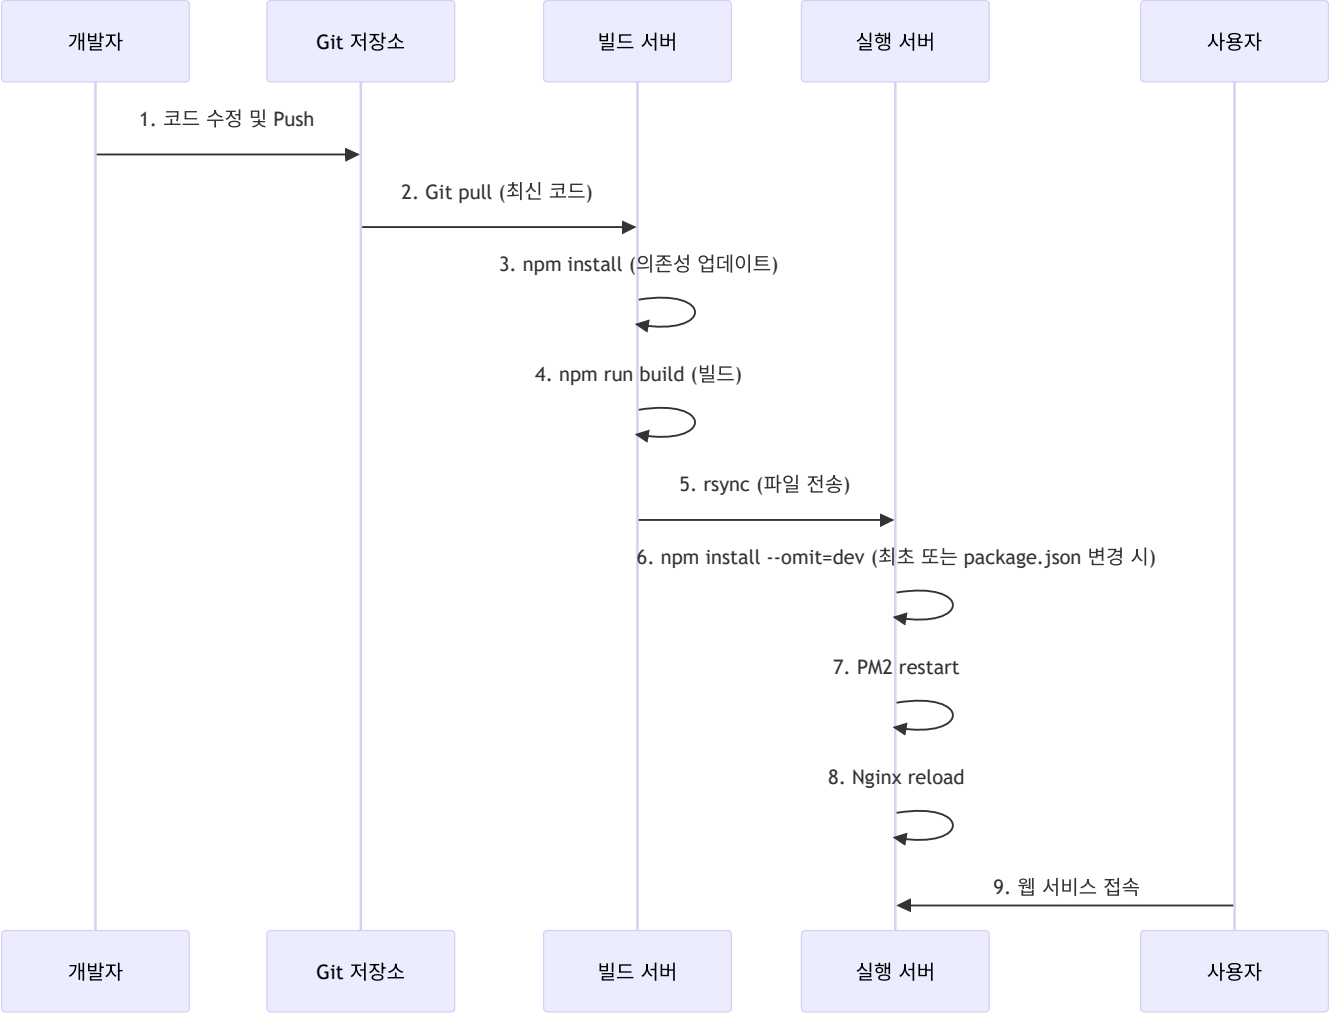 개발자
Git 저장소
빌드 서버
실행 서버
사용자
1. 코드 수정 및 Push
2. Git pull (최신 코드)
3. npm install (의존성 업데이트)
4. npm run build (빌드)
5. rsync (파일 전송)
6. npm install --omit=dev (최초 또는 package.json 변경 시)
7. PM2 restart
8. Nginx reload
9. 웹 서비스 접속
개발자
Git 저장소
빌드 서버
실행 서버
사용자